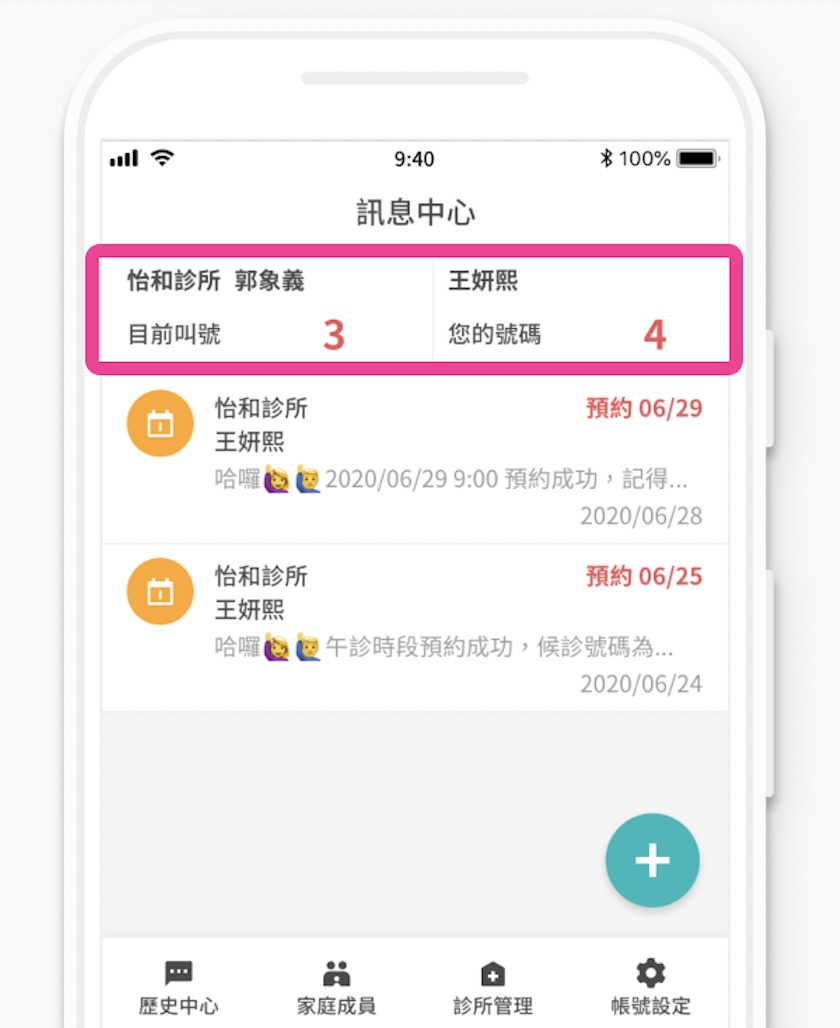 9:40
100%
訊息中心
怡和診所 郭象義
王妍熙
目前叫號 3
您的號碼 4
怡和診所 預約 06/29
王妍熙
哈囉🙋‍♀️🙋‍♂️2020/06/29 9:00 預約成功，記得...
2020/06/28
怡和診所 預約 06/25
王妍熙
哈囉🙋‍♀️🙋‍♂️午診時段預約成功，候診號碼為...
2020/06/24
歷史中心
家庭成員
診所管理
帳號設定